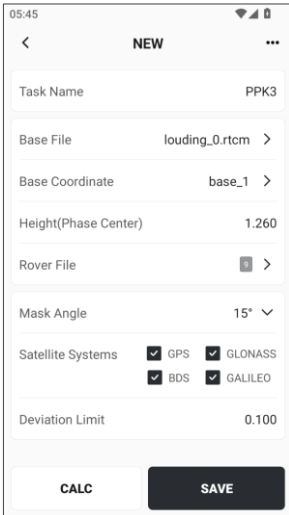 05:45
NEW
Task Name PPK3
Base File louding_0.rtcm
Base Coordinate base_1
Height(Phase Center) 1.260
Rover File 9
Mask Angle 15°
Satellite Systems GPS GLONASS
BDS GALILEO
Deviation Limit 0.100
CALC SAVE